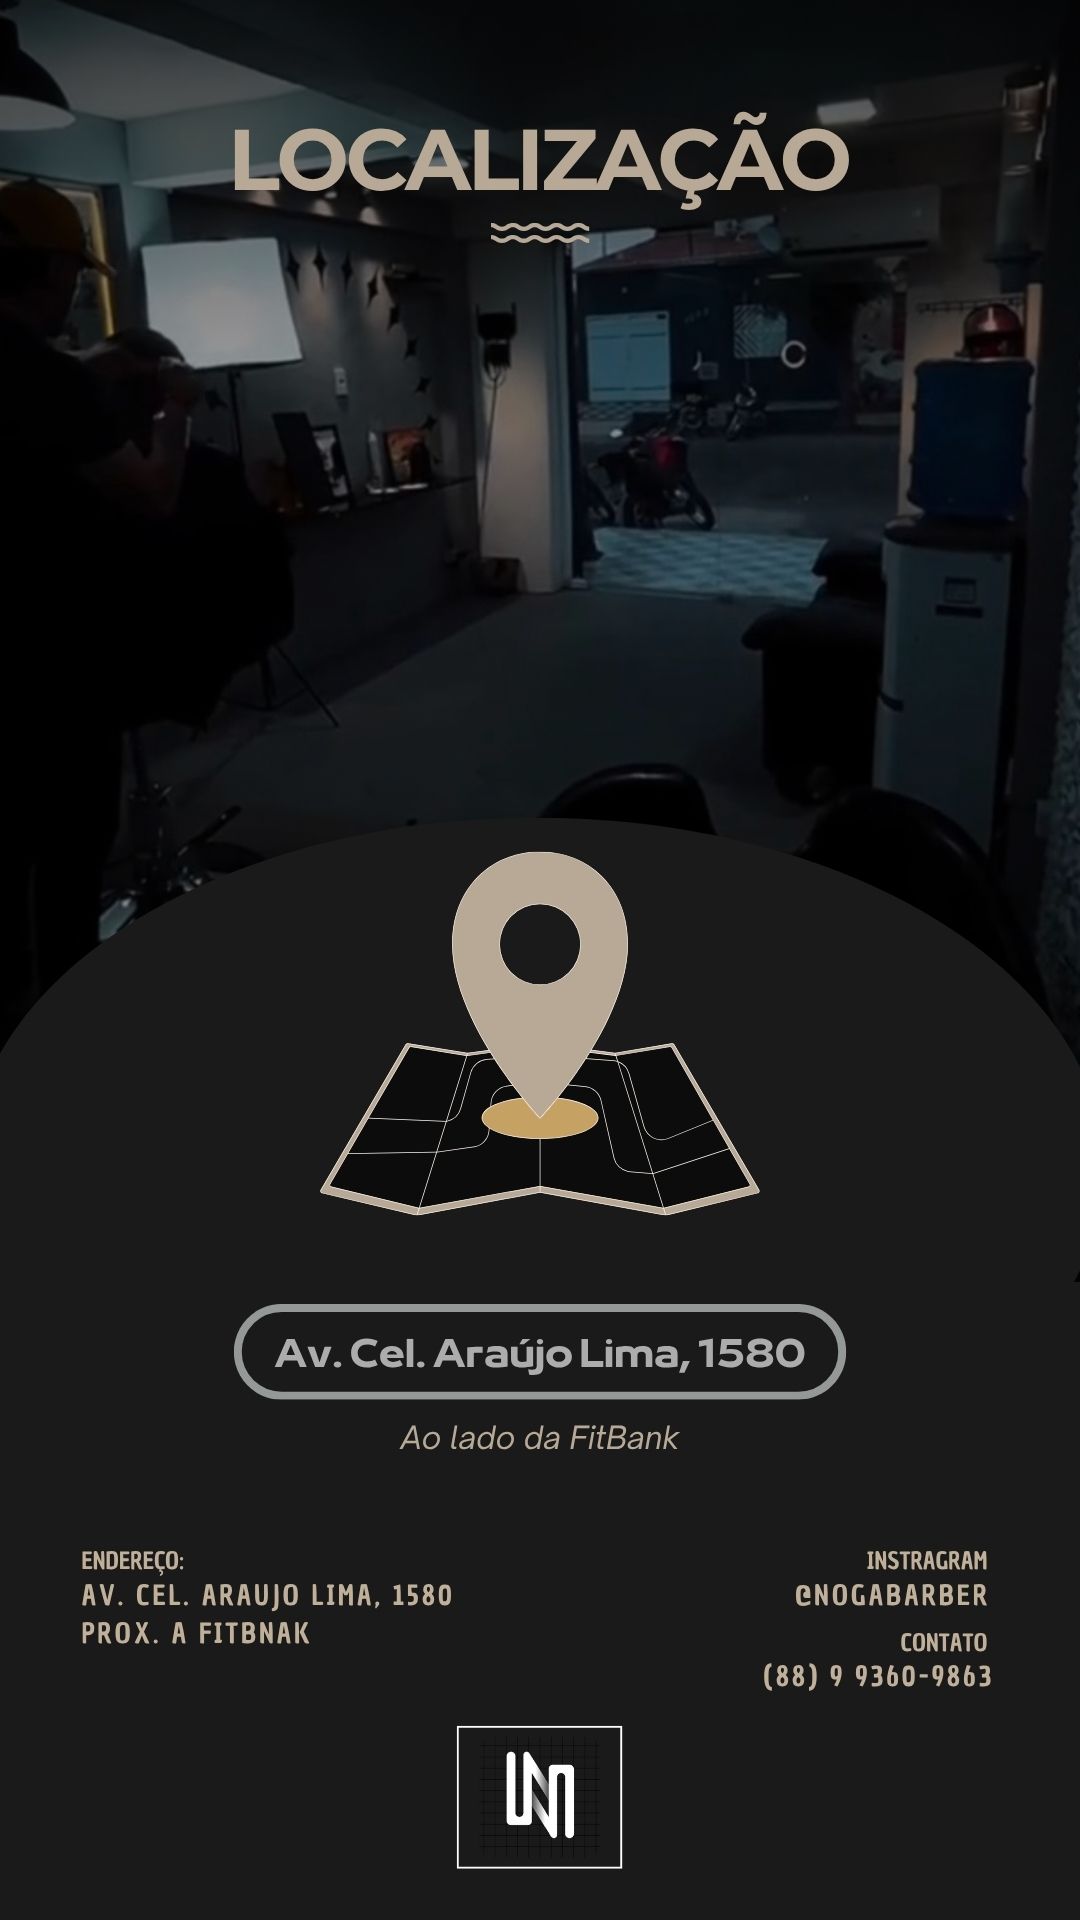 LOCALIZAÇÃO
Av. Cel. Araújo Lima, 1580
Ao lado da FitBank
ENDEREÇO:
AV. CEL. ARAUJO LIMA, 1580
PROX. A FITBNAK
INSTRAGRAM
@NOGABARBER
CONTATO
(88) 9 9360-9863